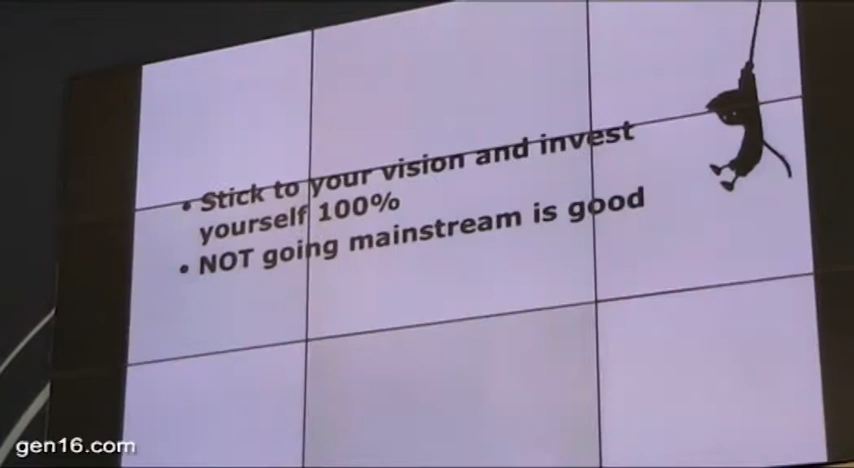 • Stick to your vision and invest
yourself 100%
• NOT going mainstream is good
gen16.com